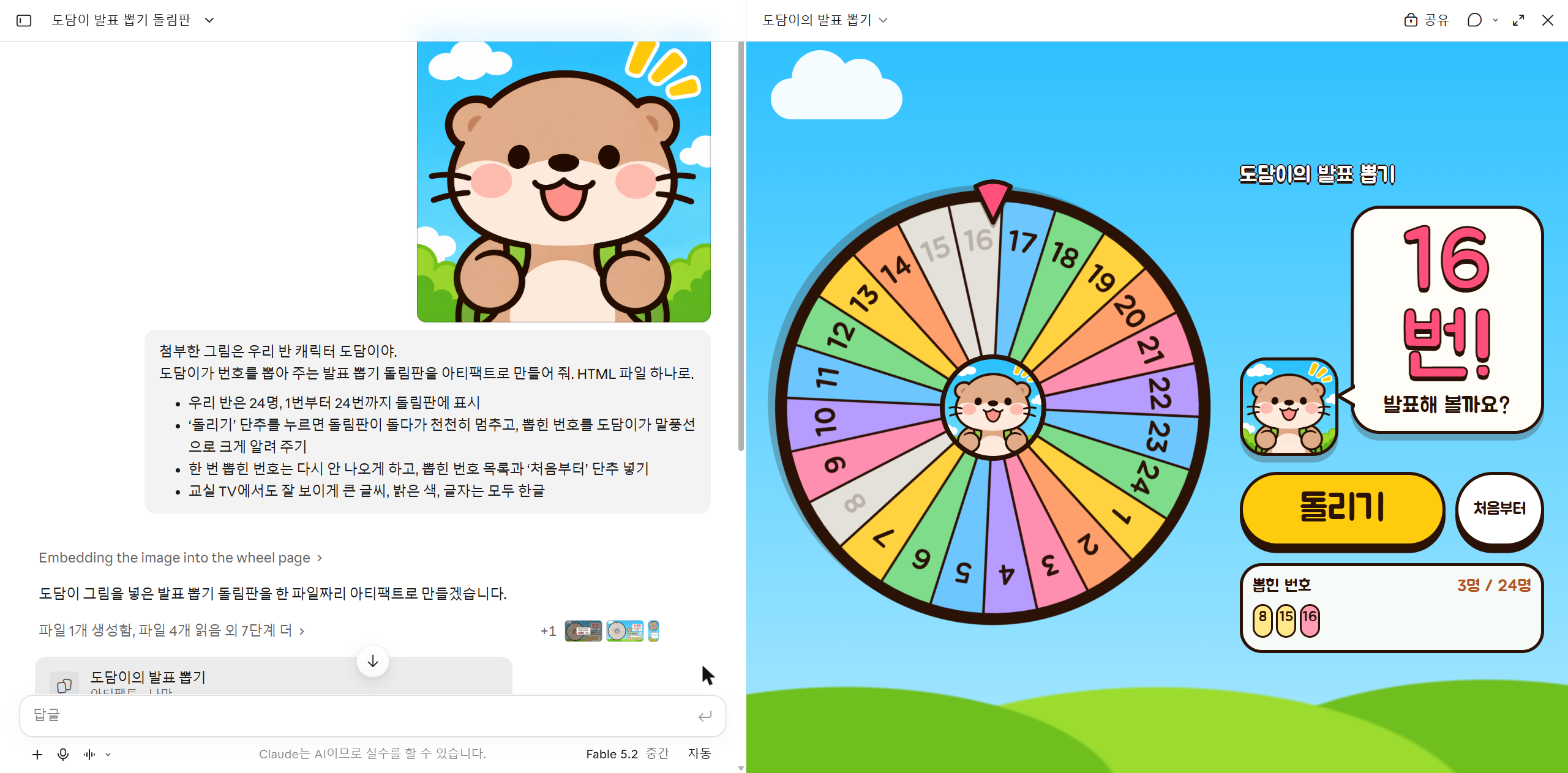 도담이 발표 뽑기 돌림판
첨부한 그림은 우리 반 캐릭터 도담이야.
도담이가 번호를 뽑아 주는 발표 뽑기 돌림판을 아티팩트로 만들어 줘. HTML 파일 하나로.
• 우리 반은 24명, 1번부터 24번까지 돌림판에 표시
• ‘돌리기’ 단추를 누르면 돌림판이 돌다가 천천히 멈추고, 뽑힌 번호를 도담이가 말풍선
으로 크게 알려 주기
• 한 번 뽑힌 번호는 다시 안 나오게 하고, 뽑힌 번호 목록과 ‘처음부터’ 단추 넣기
• 교실 TV에서도 잘 보이게 큰 글씨, 밝은 색, 글자는 모두 한글
Embedding the image into the wheel page
도담이 그림을 넣은 발표 뽑기 돌림판을 한 파일짜리 아티팩트로 만들겠습니다.
파일 1개 생성함, 파일 4개 읽음 외 7단계 더
+1
도담이의 발표 뽑기
답글
Claude는 AI이므로 실수를 할 수 있습니다.
Fable 5.2 중간 자동
도담이의 발표 뽑기
공유
도담이의 발표 뽑기
16
번!
발표해 볼까요?
돌리기
처음부터
뽑힌 번호
3명 / 24명
8 15 16
1
2
3
4
5
6
7
8
9
10
11
12
13
14
15
16
17
18
19
20
21
22
23
24